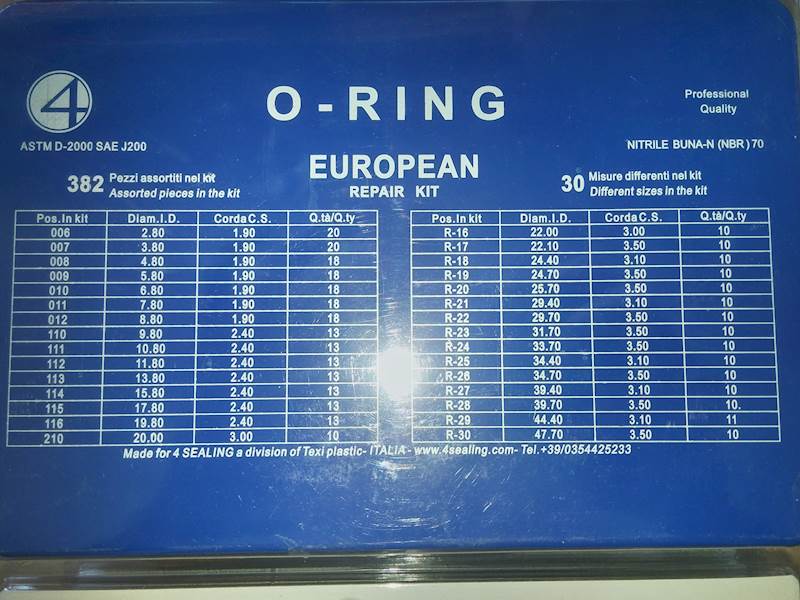 4
O-RING
Professional
Quality
ASTM D-2000 SAE J200
NITRILE BUNA-N (NBR) 70
EUROPEAN
REPAIR KIT
382 Pezzi assortiti nel kit
Assorted pieces in the kit
30 Misure differenti nel kit
Different sizes in the kit
Pos.In kit Diam.I.D. Corda C.S. Q.tà/Q.ty
006 2.80 1.90 20
007 3.80 1.90 20
008 4.80 1.90 18
009 5.80 1.90 18
010 6.80 1.90 18
011 7.80 1.90 18
012 8.80 1.90 18
110 9.80 2.40 13
111 10.80 2.40 13
112 11.80 2.40 13
113 13.80 2.40 13
114 15.80 2.40 13
115 17.80 2.40 13
116 19.80 2.40 13
210 20.00 3.00 10
Pos.In kit Diam.I.D. Corda C.S. Q.tà/Q.ty
R-16 22.00 3.00 10
R-17 22.10 3.50 10
R-18 24.40 3.10 10
R-19 24.70 3.50 10
R-20 25.70 3.50 10
R-21 29.40 3.10 10
R-22 29.70 3.50 10
R-23 31.70 3.50 10
R-24 33.70 3.50 10
R-25 34.40 3.10 10
R-26 34.70 3.50 10
R-27 39.40 3.10 10
R-28 39.70 3.50 10.
R-29 44.40 3.10 11
R-30 47.70 3.50 10
Made for 4 SEALING a division of Texi plastic- ITALIA - www.4sealing.com- Tel.+39/0354425233